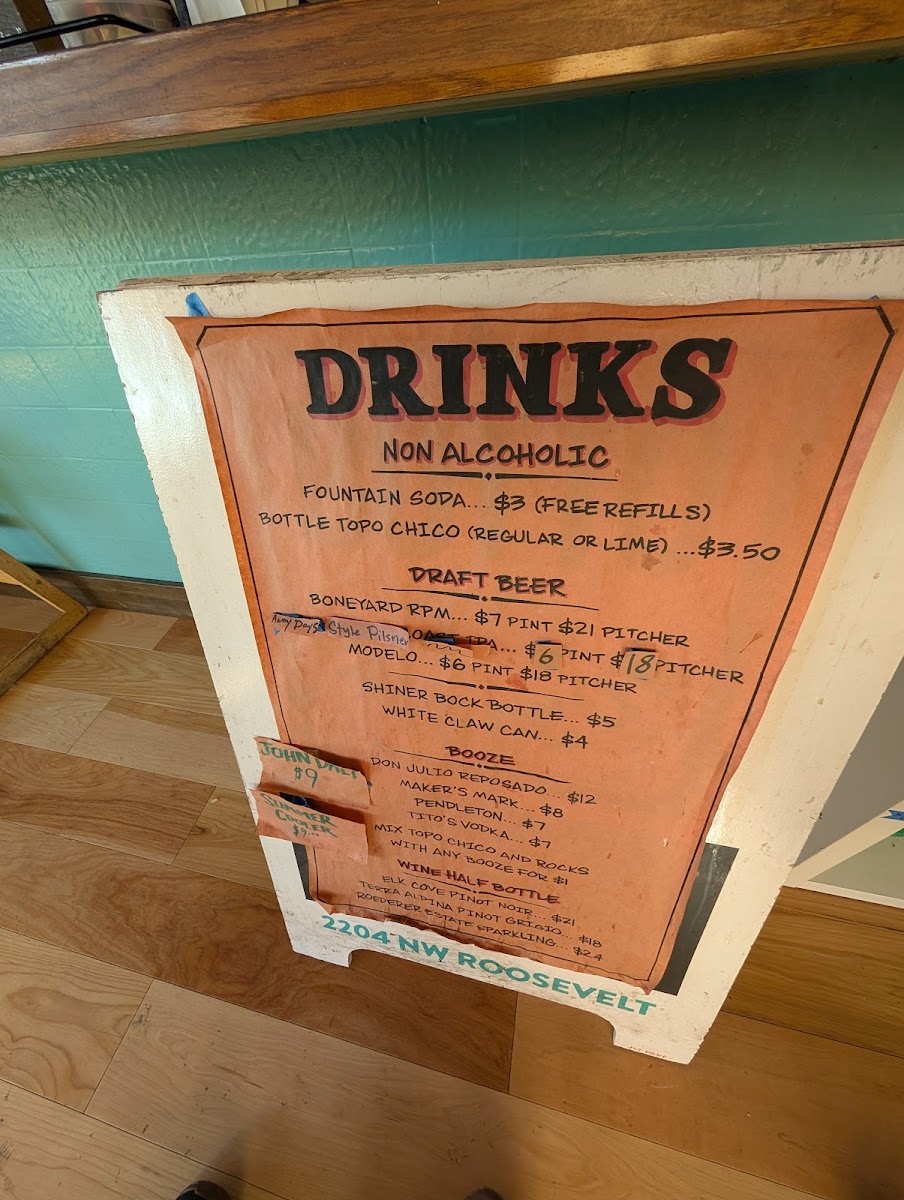 DRINKS
NON ALCOHOLIC
FOUNTAIN SODA... $3 (FREE REFILLS)
BOTTLE TOPO CHICO (REGULAR OR LIME) ...$3.50
DRAFT BEER
BONEYARD RPM... $7 PINT $21 PITCHER
Away Days Style Pilsner COAST IPA... $6 PINT $18 PITCHER
MODELO... $6 PINT $18 PITCHER
SHINER BOCK BOTTLE... $5
WHITE CLAW CAN... $4
BOOZE
DON JULIO REPOSADO... $12
MAKER'S MARK... $8
PENDLETON... $7
TITO'S VODKA... $7
MIX TOPO CHICO AND ROCKS
WITH ANY BOOZE FOR $1
JOHN DALY
$9
SUMMER
COOLER
WINE HALF BOTTLE
ELK COVE PINOT NOIR... $21
TERRA ALPINA PINOT GRIGIO... $18
ROEDERER ESTATE SPARKLING... $24
2204 NW ROOSEVELT